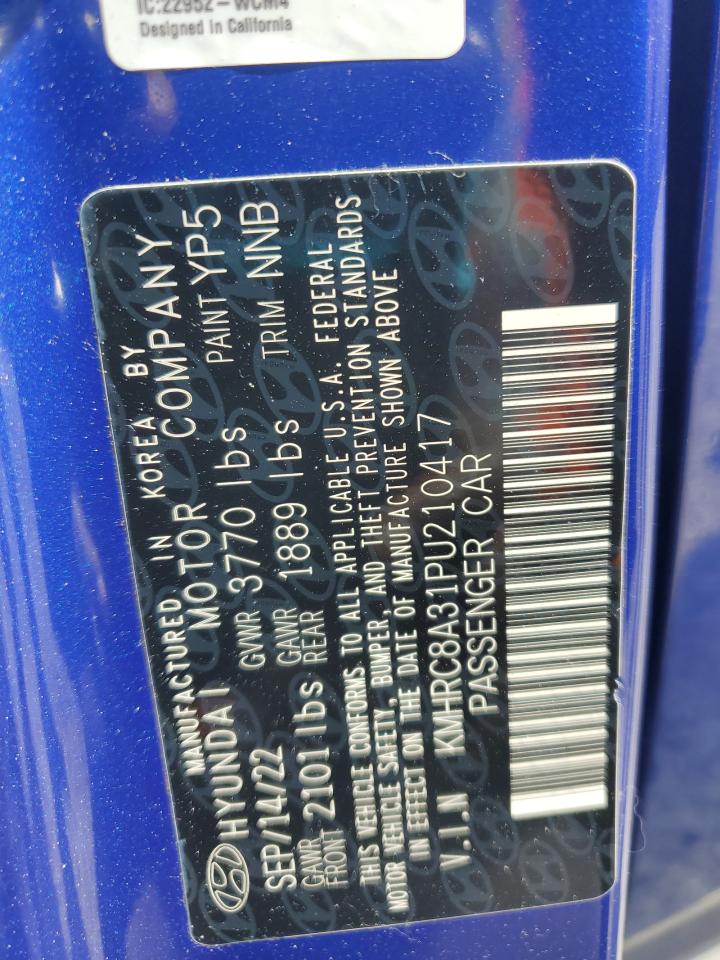 IC:22952-WCM4
Designed in California
MANUFACTURED IN KOREA BY
HYUNDAI MOTOR COMPANY
SEP/14/22 GVWR 3770 lbs PAINT YP5
GAWR FRONT 2101 lbs GAWR REAR 1889 lbs TRIM NNB
THIS VEHICLE CONFORMS TO ALL APPLICABLE U.S.A. FEDERAL
MOTOR VEHICLE SAFETY, BUMPER, AND THEFT PREVENTION STANDARDS
IN EFFECT ON THE DATE OF MANUFACTURE SHOWN ABOVE
V.I.N KMHRC8A31PU210417
PASSENGER CAR